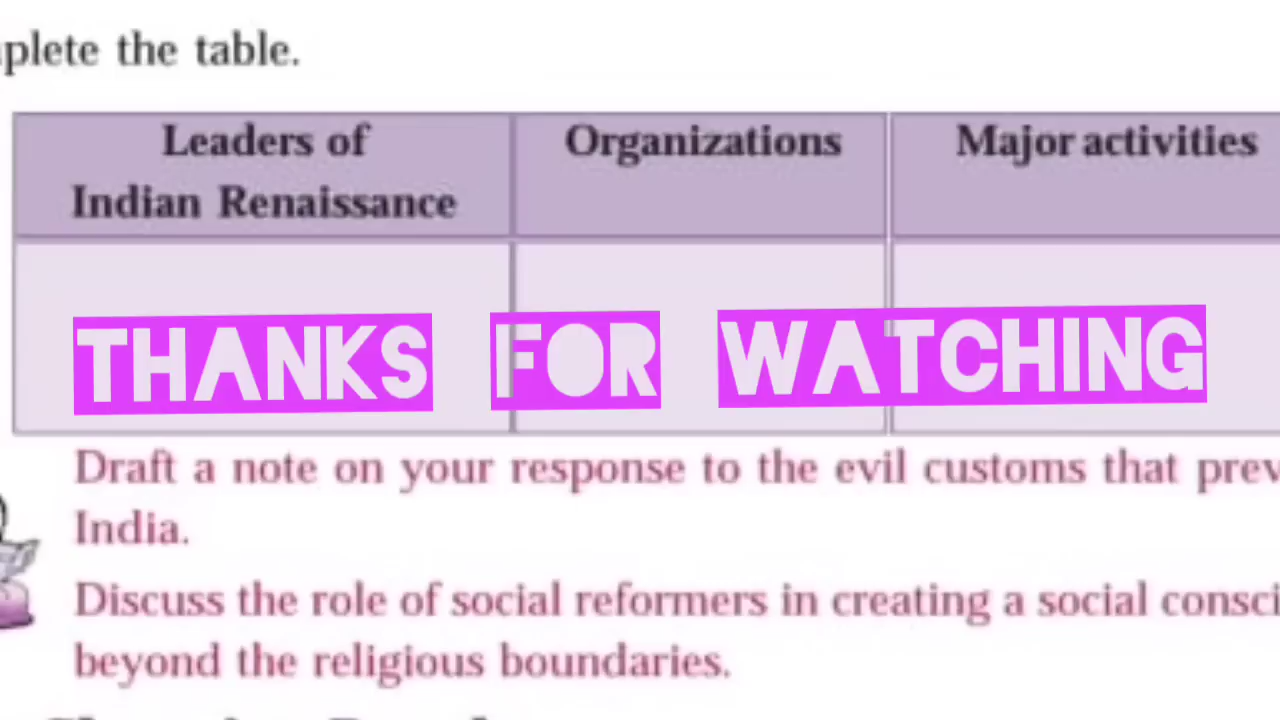 plete the table.
Leaders of
Indian Renaissance
Organizations
Major activities
THANKS FOR WATCHING
Draft a note on your response to the evil customs that prev
India.
Discuss the role of social reformers in creating a social consci
beyond the religious boundaries.